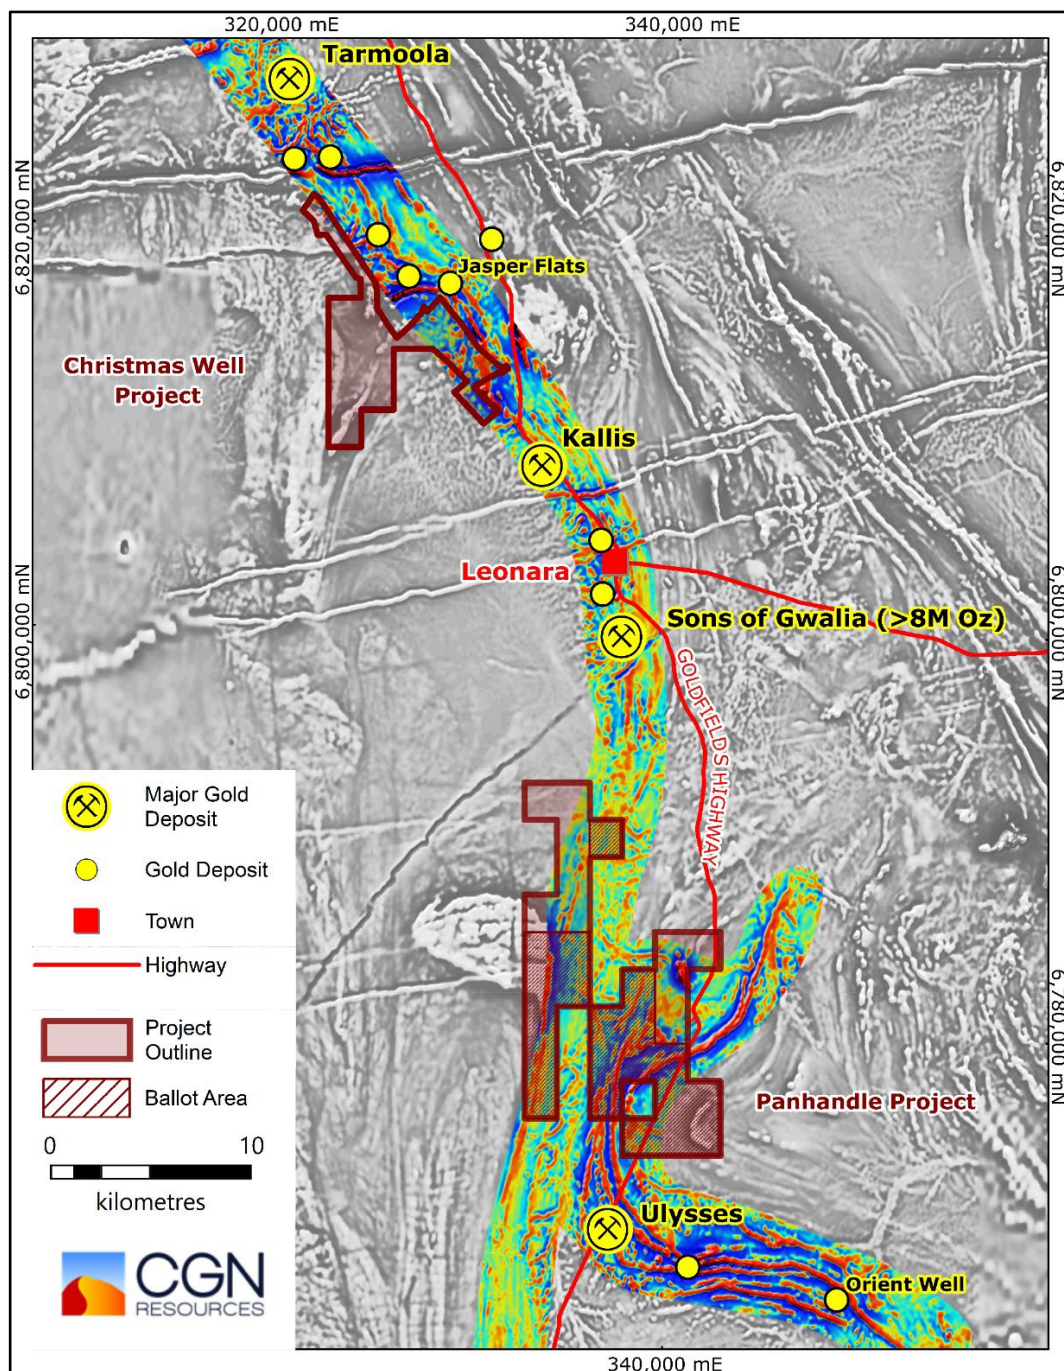 320,000 mE
340,000 mE
Tarmoola
6,820,000 mN
6,820,000 mN
Jasper Flats
Christmas Well
Project
Kallis
Leonara
Sons of Gwalia (>8M Oz)
6,800,000 mN
6,800,000 mN
GOLDFIELDS HIGHWAY
Major Gold
Deposit
Gold Deposit
Town
Highway
Project
Outline
Ballot Area
0
10
kilometres
CGN
RESOURCES
6,780,000 mN
Panhandle Project
Ulysses
Orient Well
340,000 mE